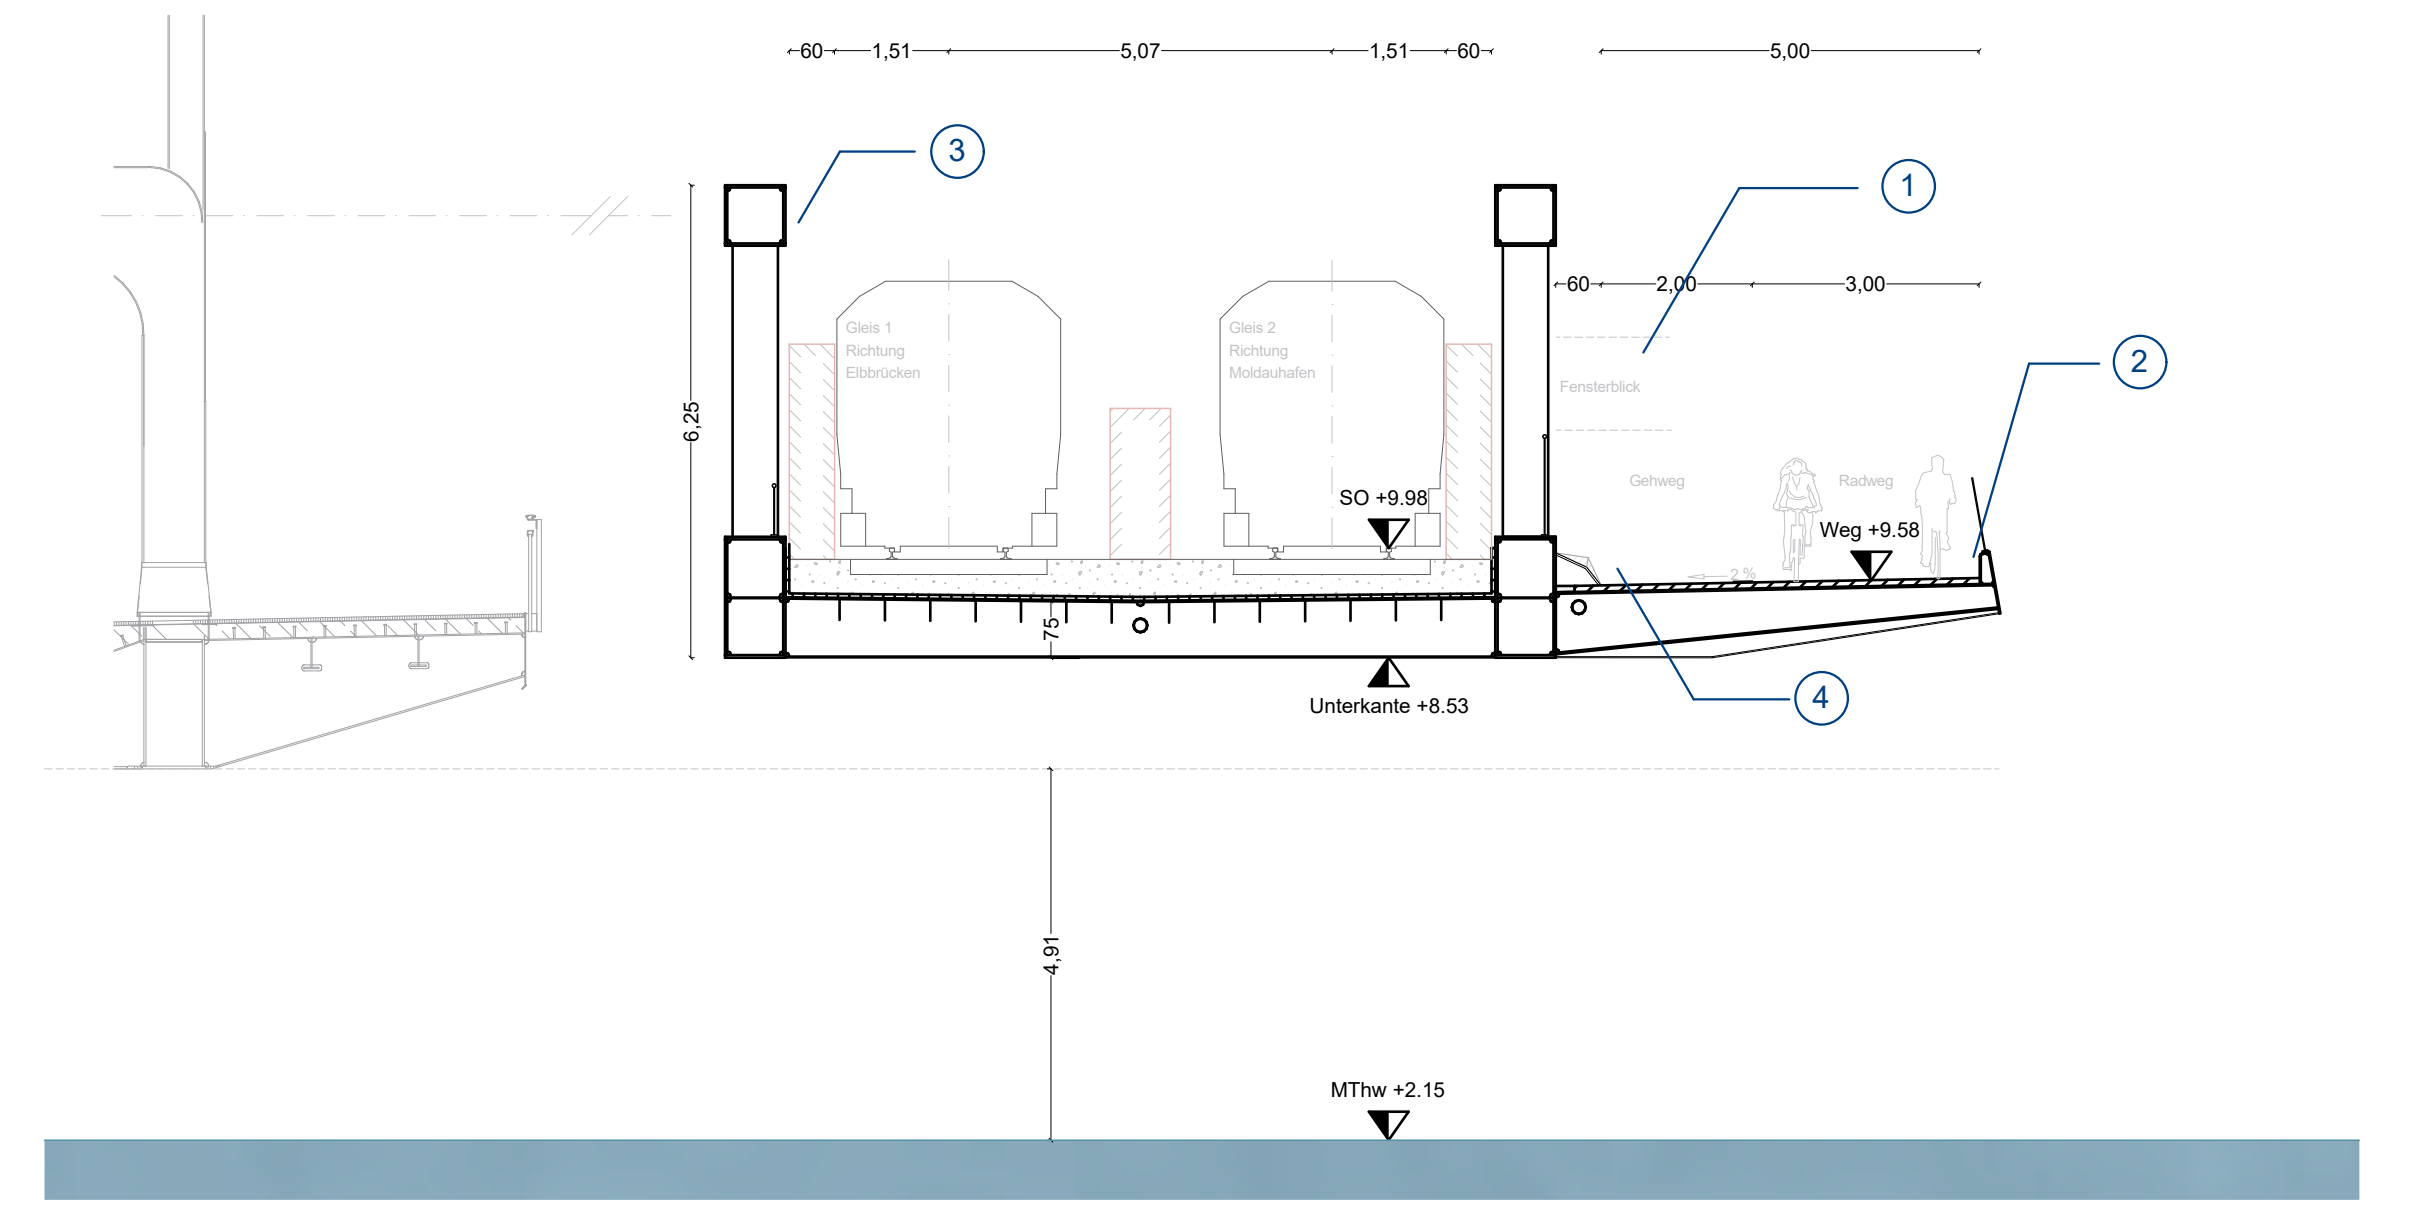 60 1,51 5,07 1,51 60 5,00
3
1
60 2,00 3,00
Gleis 1
Richtung
Elbbrücken
Gleis 2
Richtung
Moldauhafen
Fensterblick
2
6,25
Gehweg
Radweg
SO +9.98
Weg +9.58
2 %
75
4
Unterkante +8.53
4,91
MThw +2.15